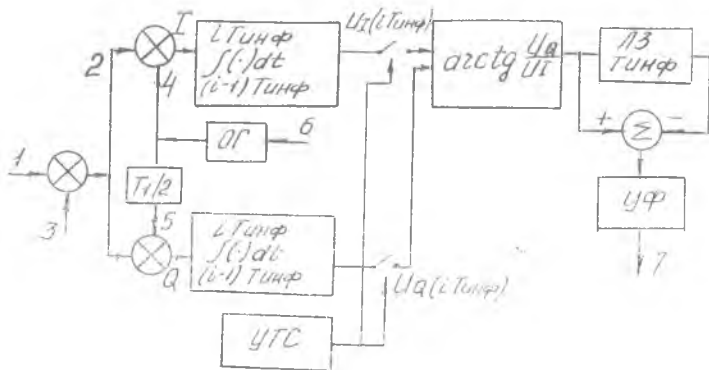 I
iTинф
∫(·)dt
(i-1)Tинф
UI(iTинф)
arctg UQ/UI
ЛЗ
Tинф
2
4
ОГ
6
+
Σ
-
1
3
T1/2
5
УФ
Q
iTинф
∫(·)dt
(i-1)Tинф
UQ(iTинф)
7
УТС